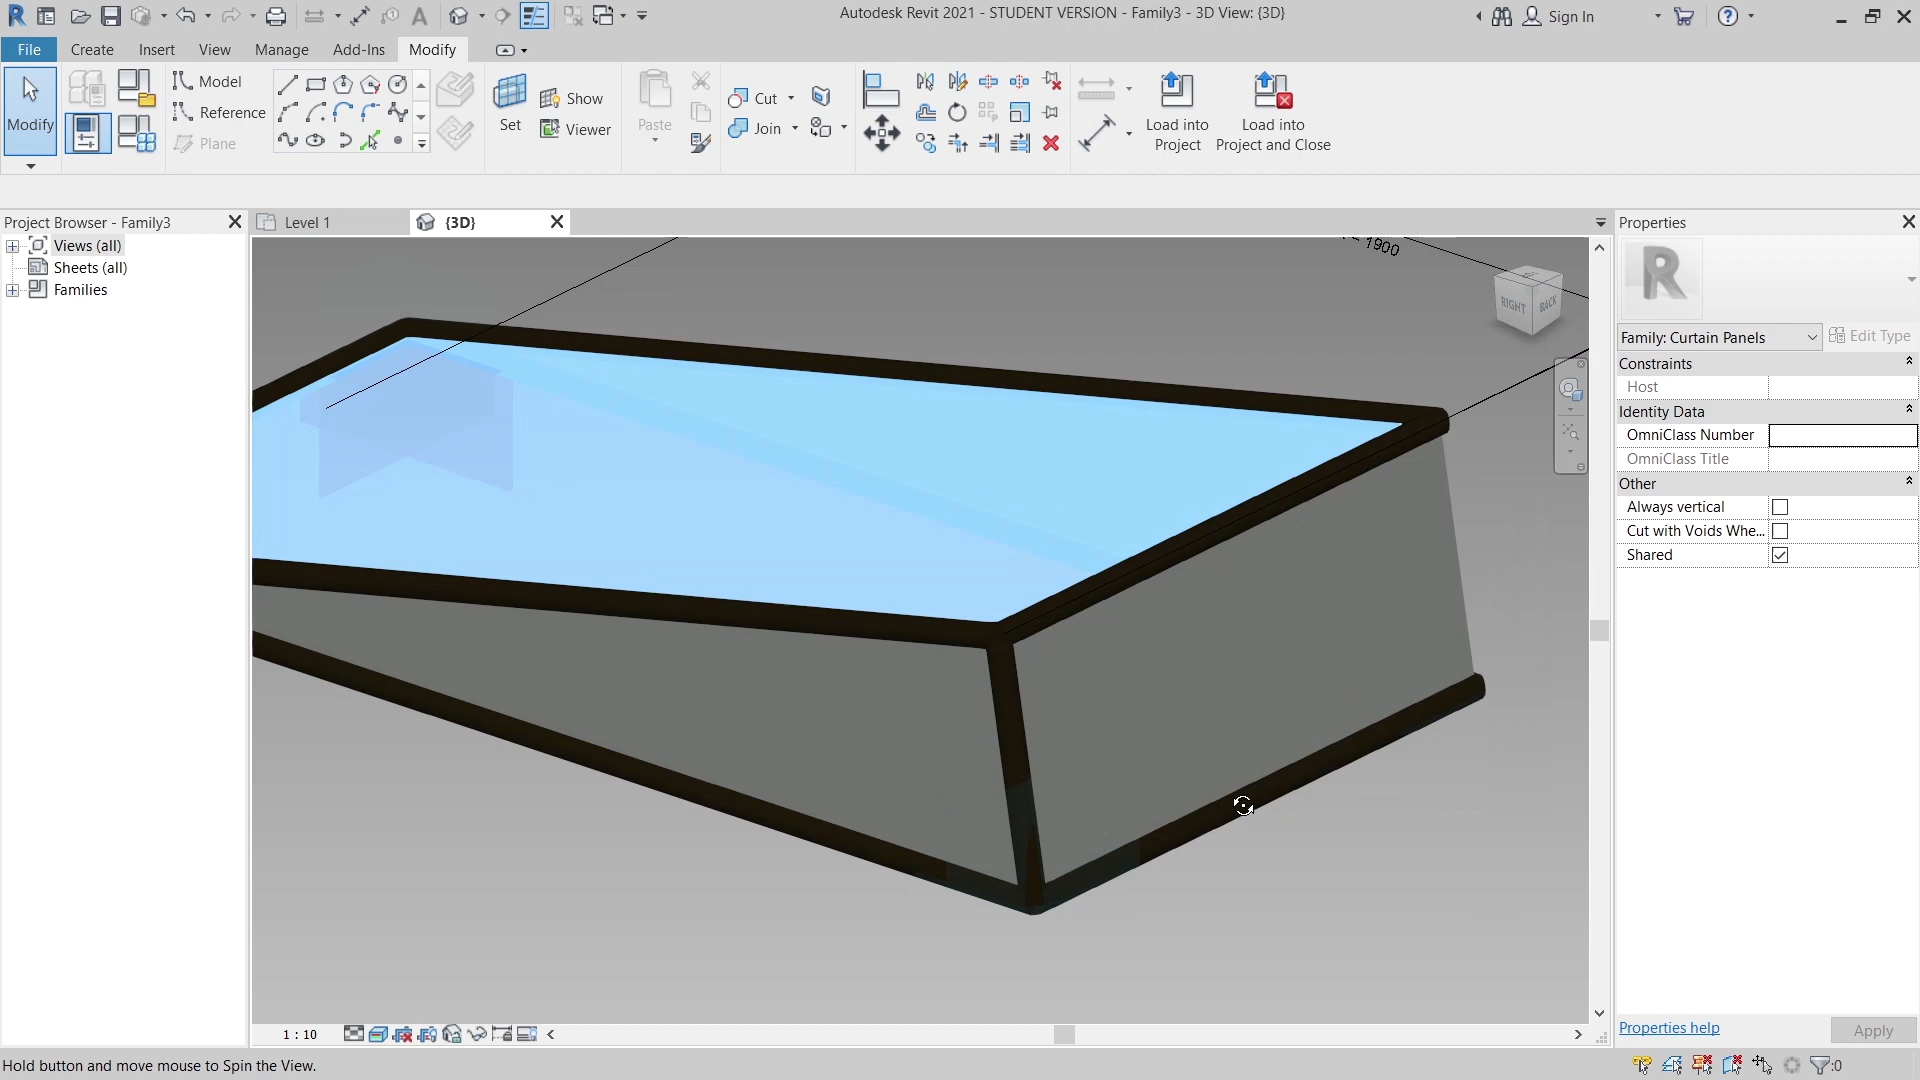 Autodesk Revit 2021 - STUDENT VERSION - Family3 - 3D View: {3D}
Sign In
File Create Insert View Manage Add-Ins Modify
Modify
Model
Reference
Plane
Set
Show
Viewer
Paste
Cut
Join
Load into
Project
Load into
Project and Close
Project Browser - Family3
Views (all)
Sheets (all)
Families
Level 1
{3D}
1900
RIGHT
BACK
Properties
Family: Curtain Panels
Edit Type
Constraints
Host
Identity Data
OmniClass Number
OmniClass Title
Other
Always vertical
Cut with Voids Whe...
Shared
1 : 10
Properties help
Apply
Hold button and move mouse to Spin the View.
:0